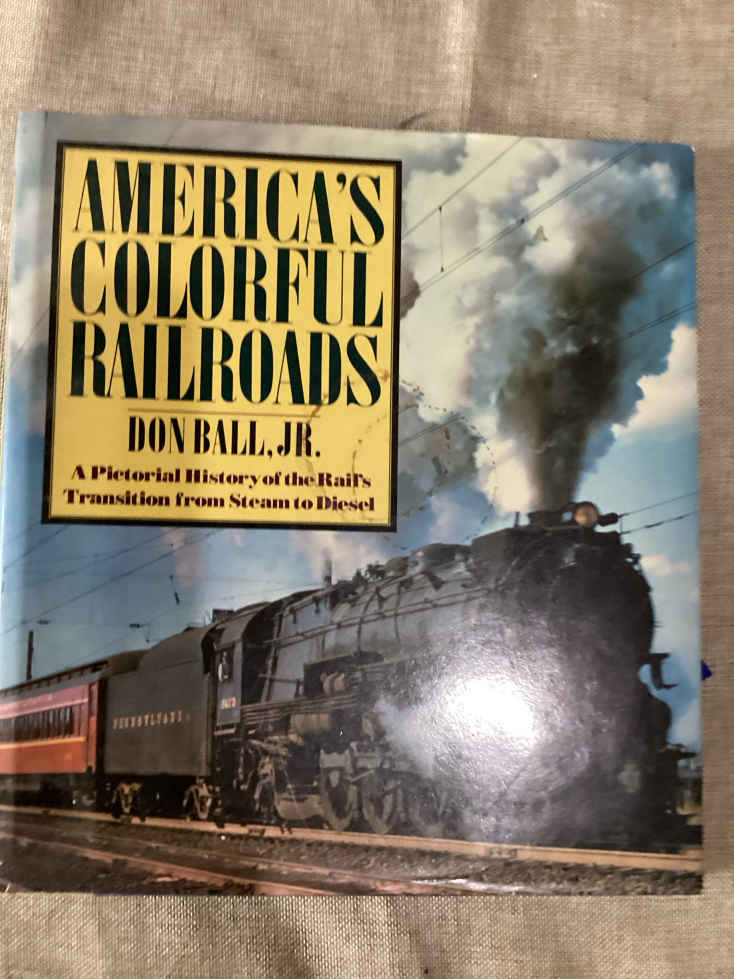 AMERICA'S
COLORFUL
RAILROADS
DON BALL, JR.
A Pictorial History of the Rail's
Transition from Steam to Diesel
PENNSYLVANIA